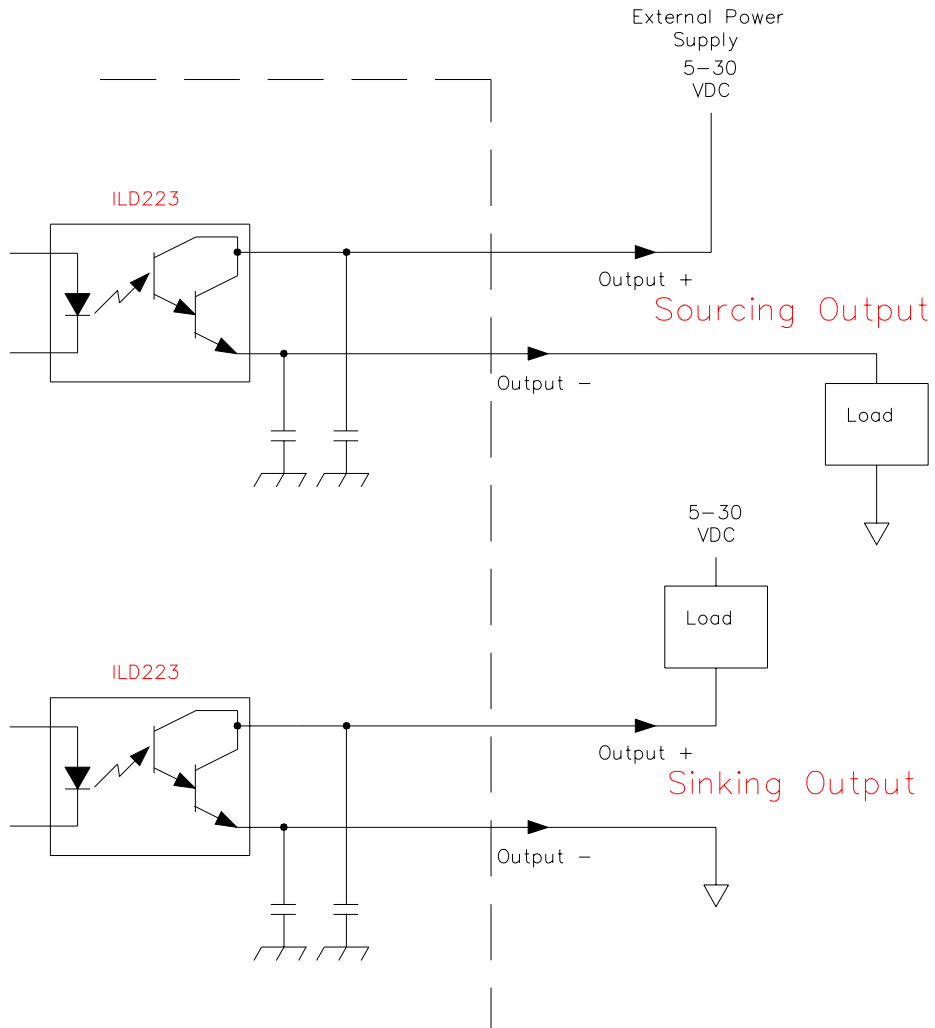 External Power
Supply
5-30
VDC
ILD223
Output +
Sourcing Output
Output -
Load
5-30
VDC
Load
ILD223
Output +
Sinking Output
Output -